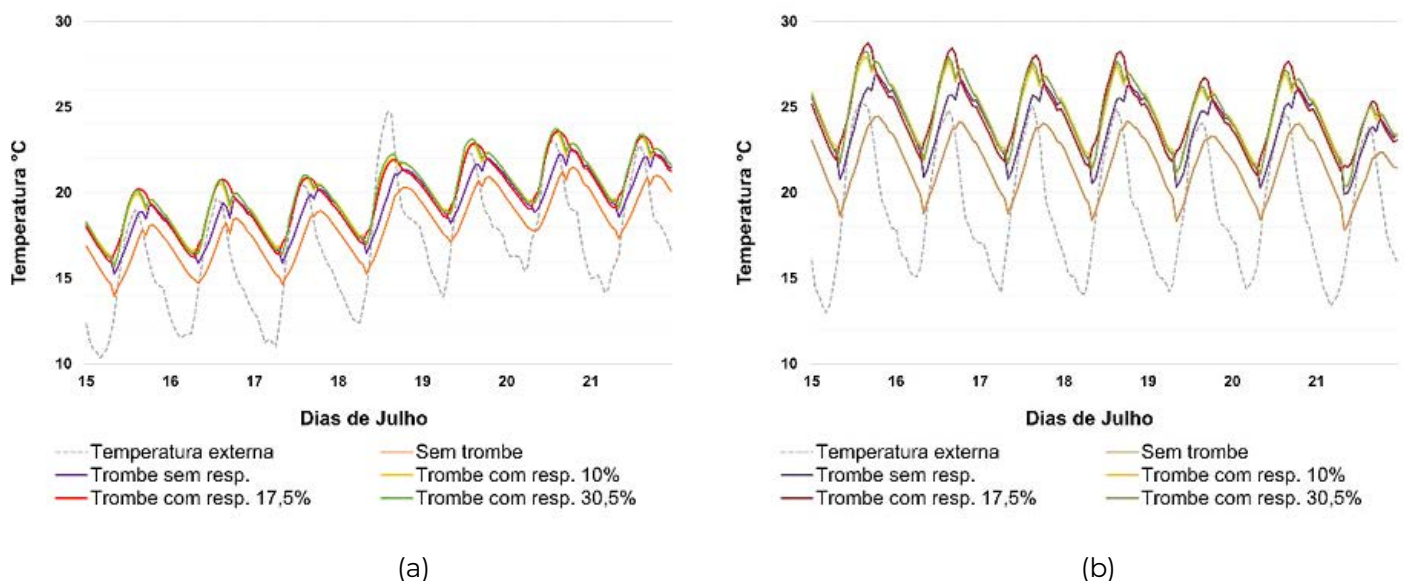 30
25
20
15
10
Temperatura °C
15 16 17 18 19 20 21
Dias de Julho
Temperatura externa Sem trombe
Trombe sem resp. Trombe com resp. 10%
Trombe com resp. 17,5% Trombe com resp. 30,5%
(a)
30
25
20
15
10
Temperatura °C
15 16 17 18 19 20 21
Dias de Julho
Temperatura externa Sem trombe
Trombe sem resp. Trombe com resp. 10%
Trombe com resp. 17,5% Trombe com resp. 30,5%
(b)